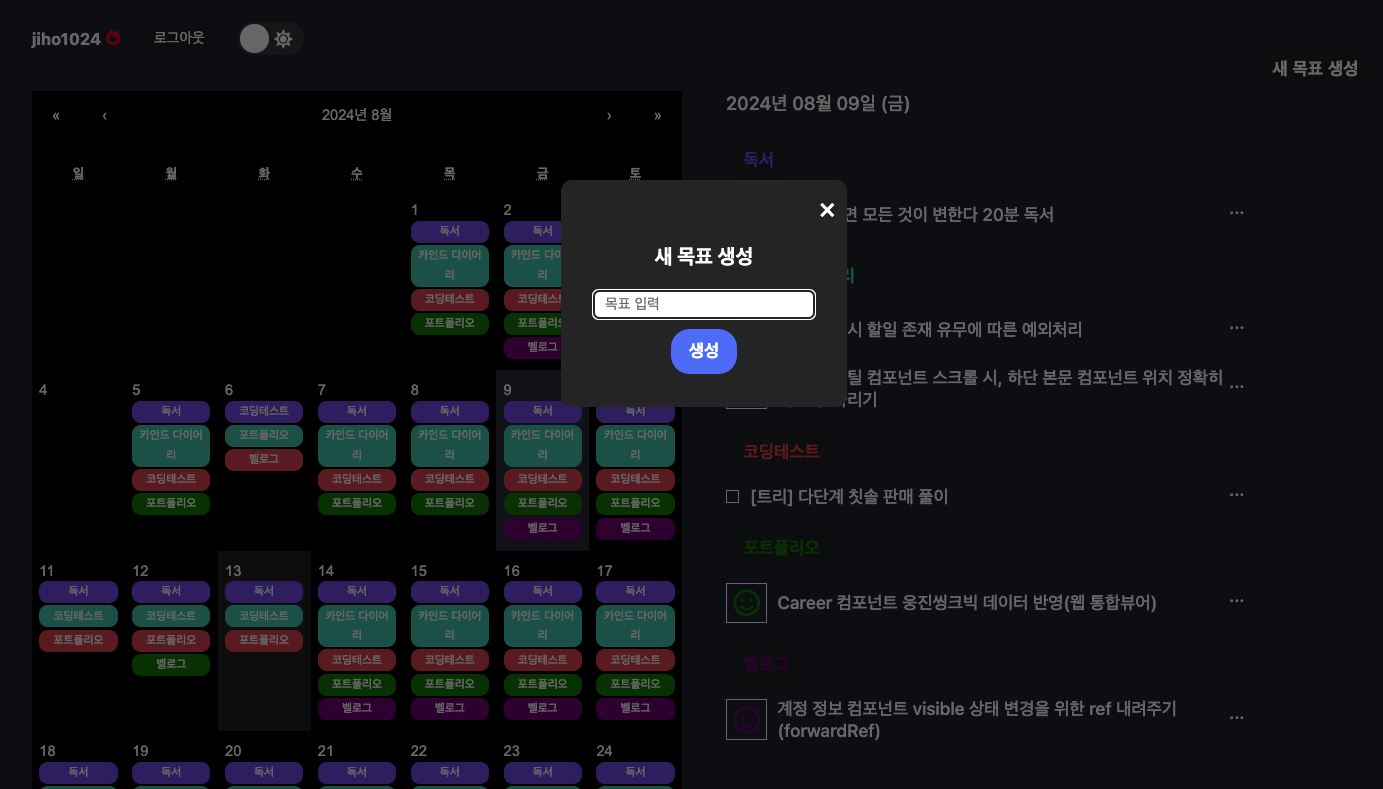 jiho1024
로그아웃
새 목표 생성
« ‹ 2024년 8월 › »
일 월 화 수 목 금 토
1
독서
카인드 다이어
리
코딩테스트
포트폴리오
2
독서
카인드 다이
리
코딩테스트
포트폴리오
벨로그
4
5
독서
카인드 다이어
리
코딩테스트
포트폴리오
6
코딩테스트
포트폴리오
벨로그
7
독서
카인드 다이어
리
코딩테스트
포트폴리오
8
독서
카인드 다이어
리
코딩테스트
포트폴리오
9
독서
카인드 다이어
리
코딩테스트
포트폴리오
벨로그
독서
카인드 다이어
리
코딩테스트
포트폴리오
벨로그
11
독서
코딩테스트
포트폴리오
12
독서
코딩테스트
포트폴리오
벨로그
13
독서
코딩테스트
포트폴리오
14
독서
카인드 다이어
리
코딩테스트
포트폴리오
벨로그
15
독서
카인드 다이어
리
코딩테스트
포트폴리오
벨로그
16
독서
카인드 다이어
리
코딩테스트
포트폴리오
벨로그
17
독서
카인드 다이어
리
코딩테스트
포트폴리오
벨로그
18
독서
19
독서
20
독서
21
독서
22
독서
23
독서
24
독서
×
새 목표 생성
목표 입력
생성
2024년 08월 09일 (금)
독서
면 모든 것이 변한다 20분 독서
···
리
시 할일 존재 유무에 따른 예외처리
···
틸 컴포넌트 스크롤 시, 하단 본문 컴포넌트 위치 정확히
리기
···
코딩테스트
[트리] 다단계 칫솔 판매 풀이
···
포트폴리오
Career 컴포넌트 웅진씽크빅 데이터 반영(웹 통합뷰어)
···
벨로그
계정 정보 컴포넌트 visible 상태 변경을 위한 ref 내려주기
(forwardRef)
···